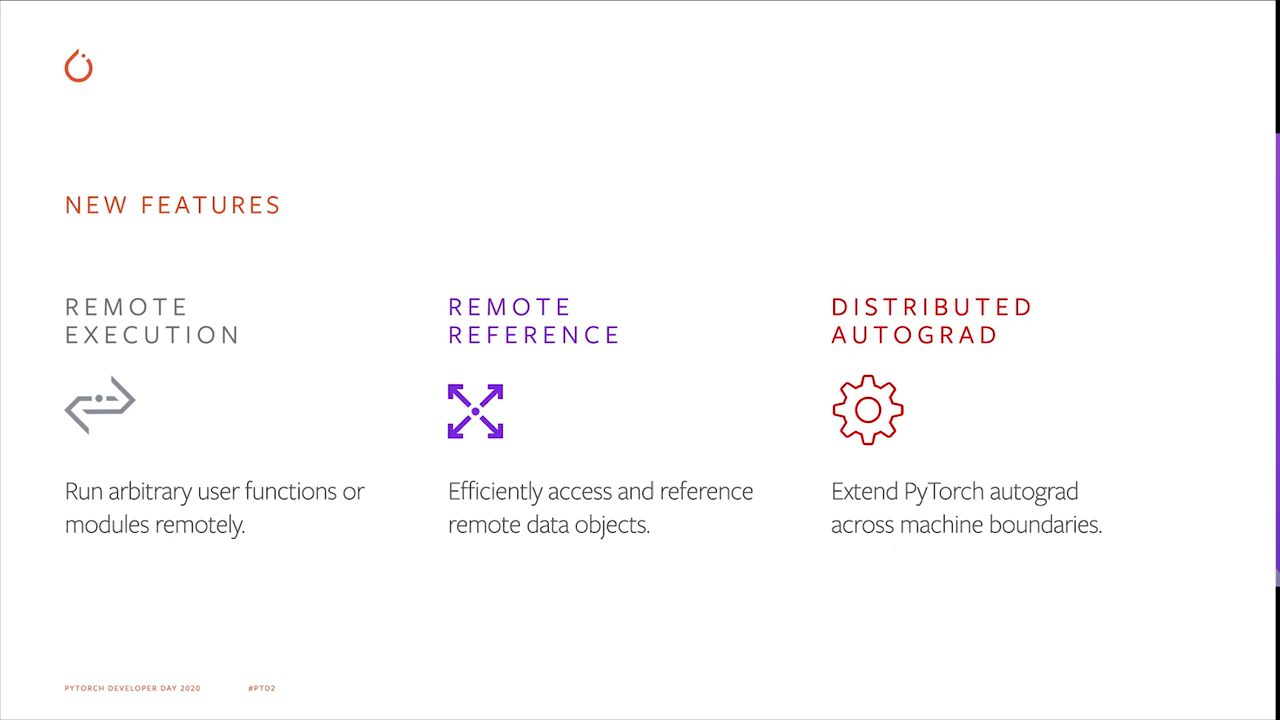 NEW FEATURES
REMOTE
EXECUTION
Run arbitrary user functions or
modules remotely.
REMOTE
REFERENCE
Efficiently access and reference
remote data objects.
DISTRIBUTED
AUTOGRAD
Extend PyTorch autograd
across machine boundaries.
PYTORCH DEVELOPER DAY 2020
#PTD2